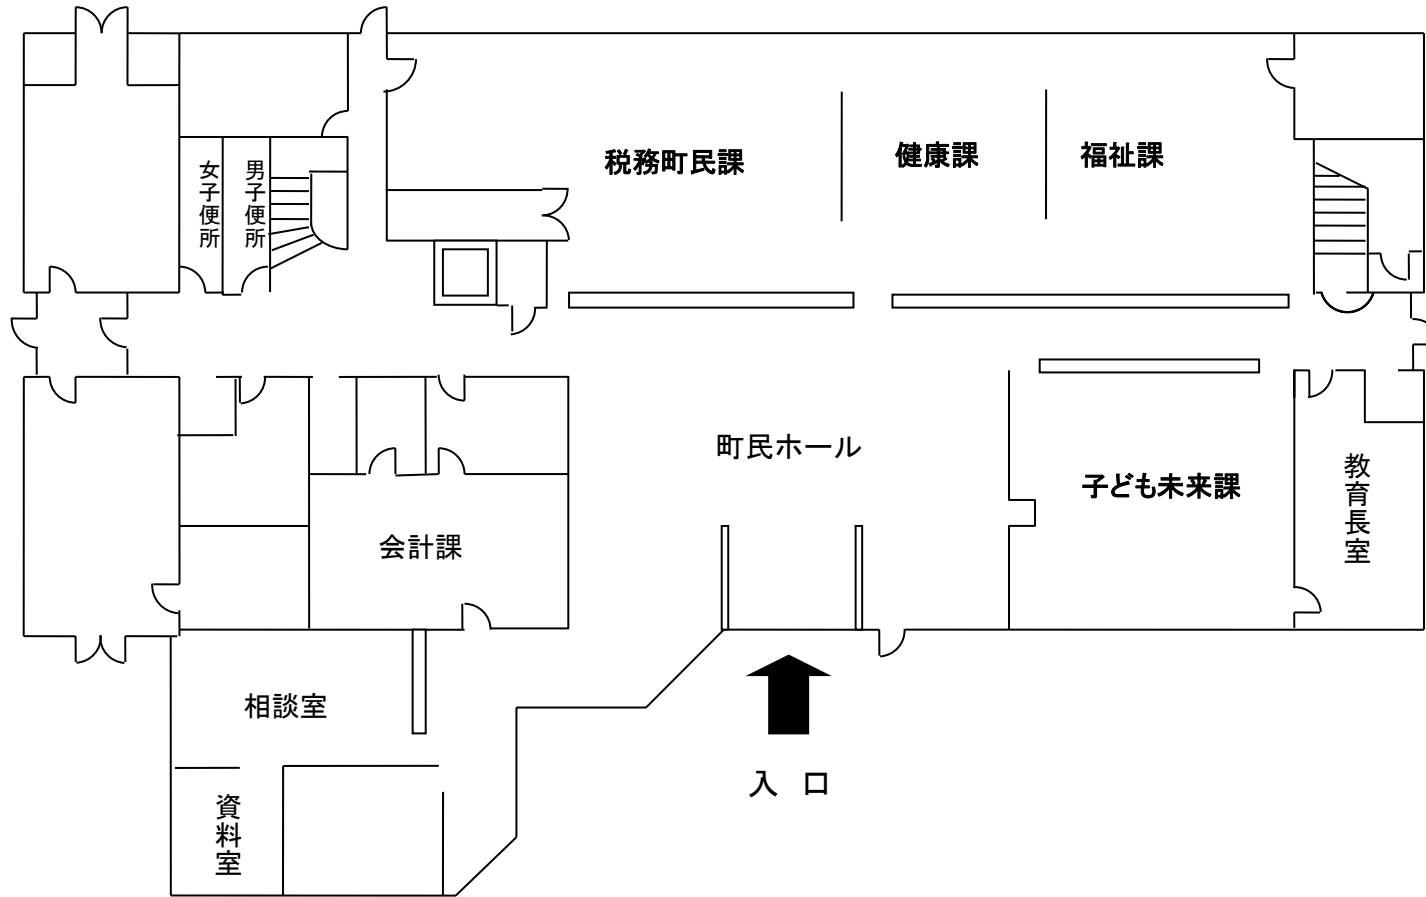 税務町民課
健康課
福祉課
女子便所
男子便所
町民ホール
子ども未来課
教育長室
会計課
相談室
資料室
入　口